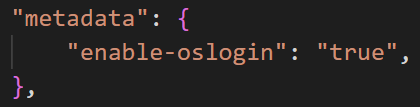 "metadata": {
    "enable-oslogin": "true",
},